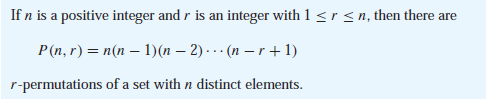 If n is a positive integer and r is an integer with 1 ≤ r ≤ n, then there are
P(n, r) = n(n − 1)(n − 2) · · · (n − r + 1)
r-permutations of a set with n distinct elements.